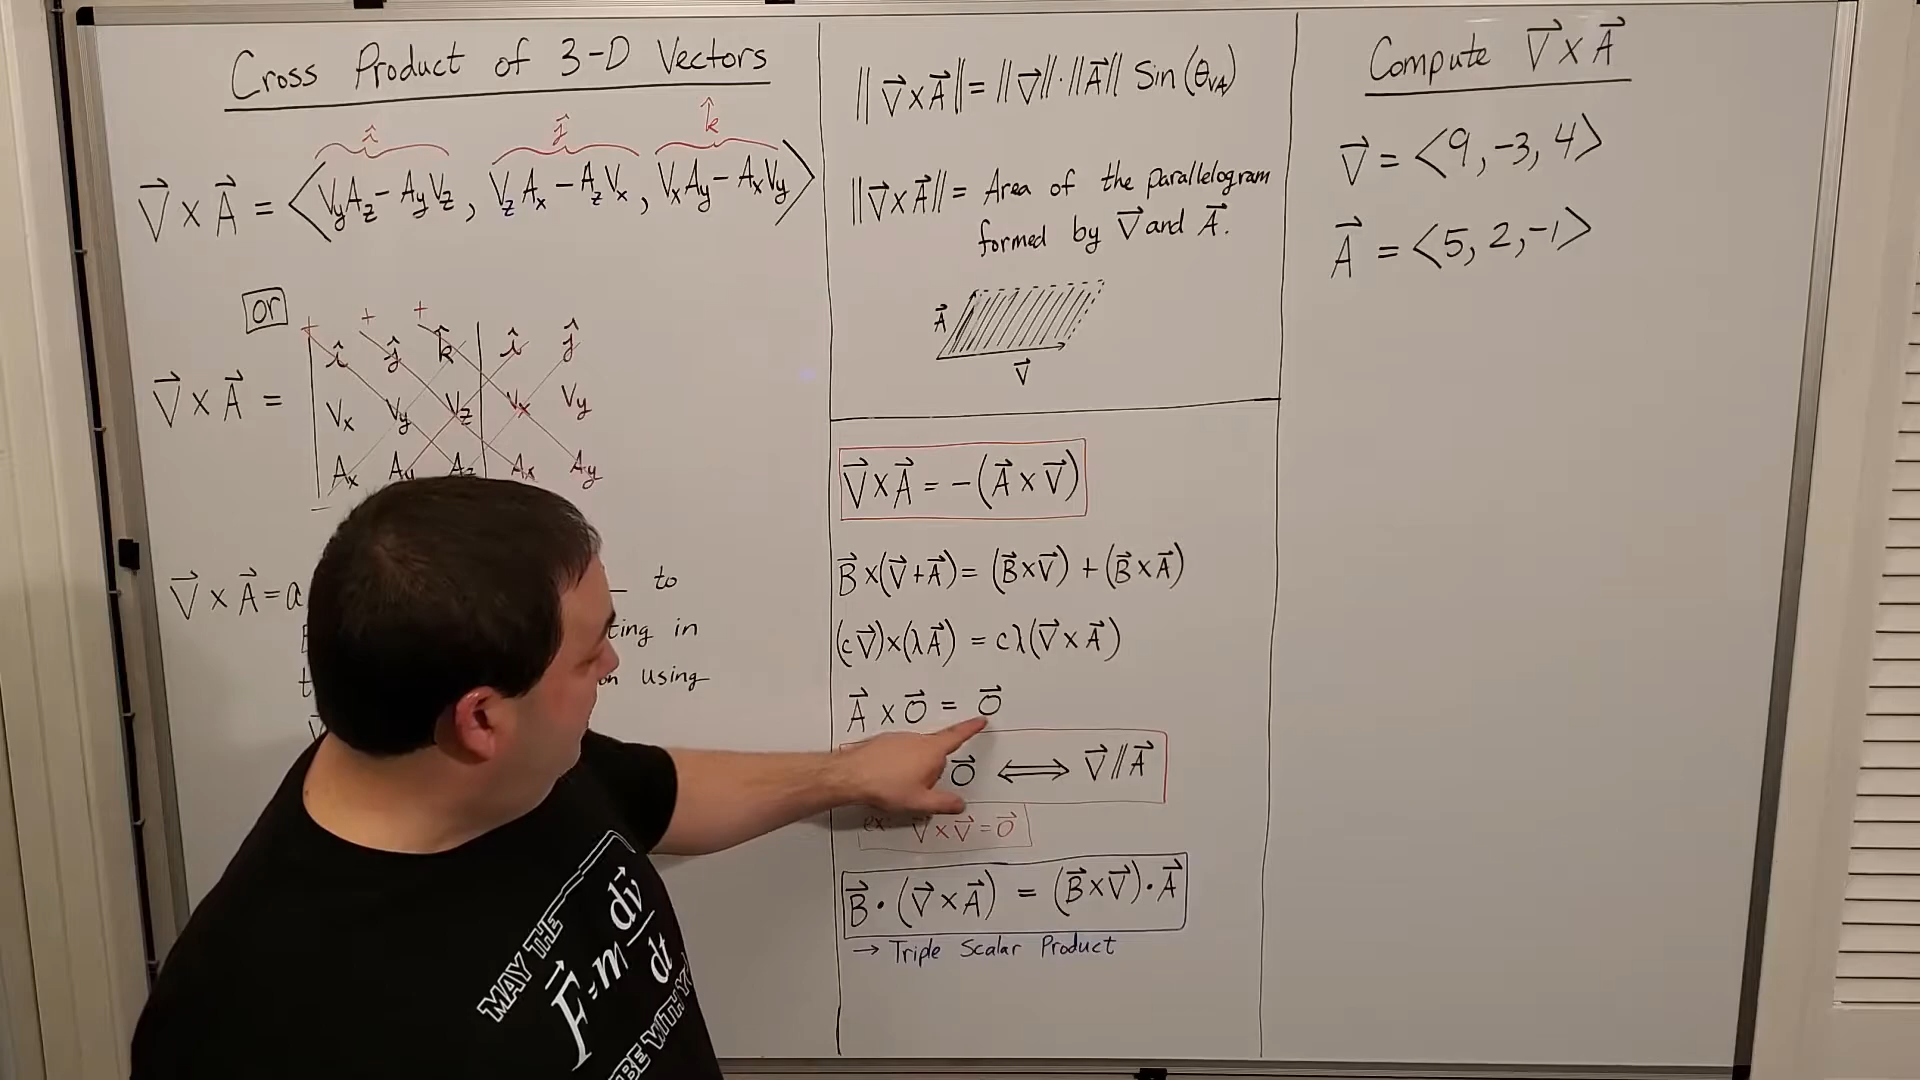 Cross Product of 3-D Vectors
î ĵ k̂
V⃗ × A⃗ = ⟨VyAz − AyVz, VzAx − AzVx, VxAy − AxVy⟩
or
+ + +
î ĵ k̂ î ĵ
V⃗ × A⃗ =
Vx Vy Vz Vx Vy
Ax Ay Az Ax Ay
V⃗ × A⃗ = a
to
in
using
‖V⃗×A⃗‖ = ‖V⃗‖·‖A⃗‖ Sin(θVA)
‖V⃗×A⃗‖ = Area of the parallelogram
formed by V⃗ and A⃗.
A⃗
V⃗
V⃗×A⃗ = −(A⃗×V⃗)
B⃗×(V⃗+A⃗) = (B⃗×V⃗) + (B⃗×A⃗)
(cV⃗)×(λA⃗) = cλ(V⃗×A⃗)
A⃗ × O⃗ = O⃗
O⃗ ⟺ V⃗ // A⃗
ex: V⃗×V⃗ = O⃗
B⃗·(V⃗×A⃗) = (B⃗×V⃗)·A⃗
→ Triple Scalar Product
Compute V⃗×A⃗
V⃗ = <9, -3, 4>
A⃗ = <5, 2, -1>
MAY THE
F⃗=m dv⃗/dt
BE WITH